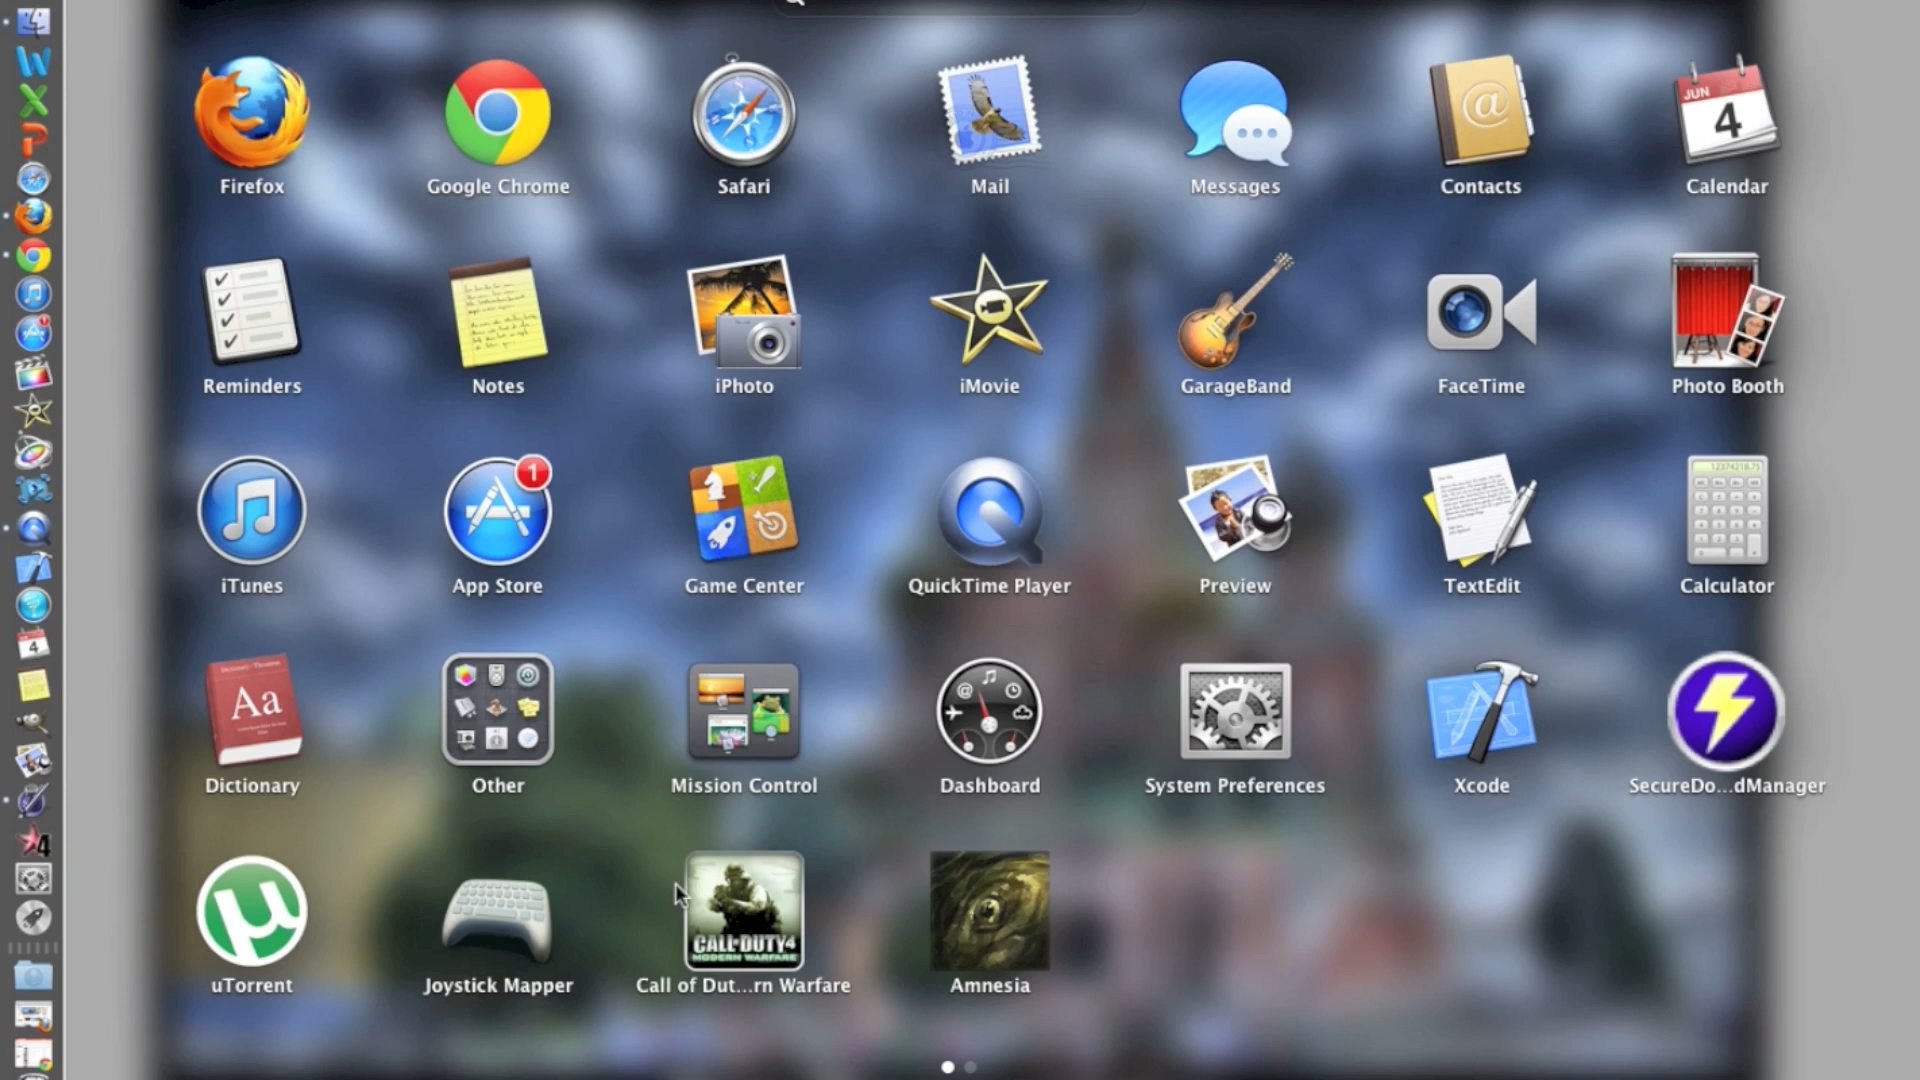 Firefox
Google Chrome
Safari
Mail
Messages
Contacts
JUN
4
Calendar
Reminders
Notes
iPhoto
iMovie
GarageBand
FaceTime
Photo Booth
iTunes
1
App Store
Game Center
QuickTime Player
Preview
TextEdit
12374218.75
Calculator
Aa
Dictionary
Other
Mission Control
@
Dashboard
System Preferences
Xcode
SecureDo...dManager
µ
uTorrent
Joystick Mapper
CALL OF DUTY 4
MODERN WARFARE
Call of Dut...rn Warfare
Amnesia